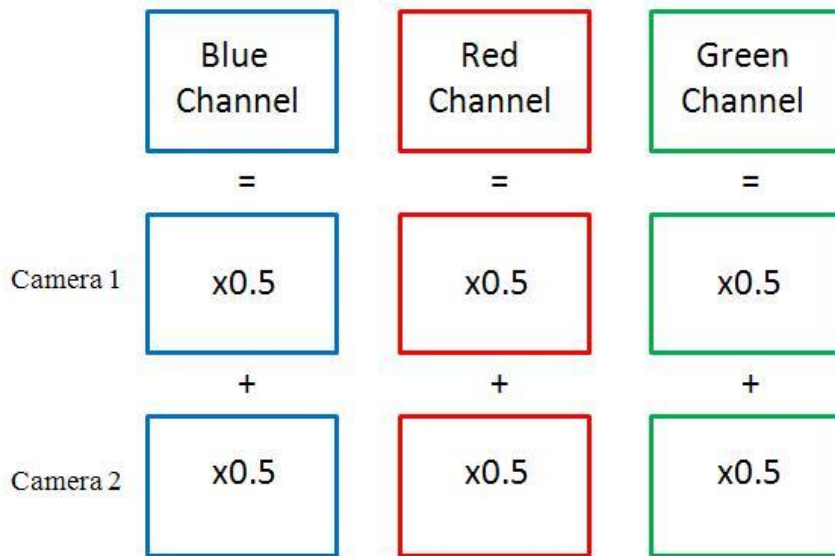 Blue Red Green
Channel Channel Channel
= = =
Camera 1 x0.5 x0.5 x0.5
+ + +
Camera 2 x0.5 x0.5 x0.5